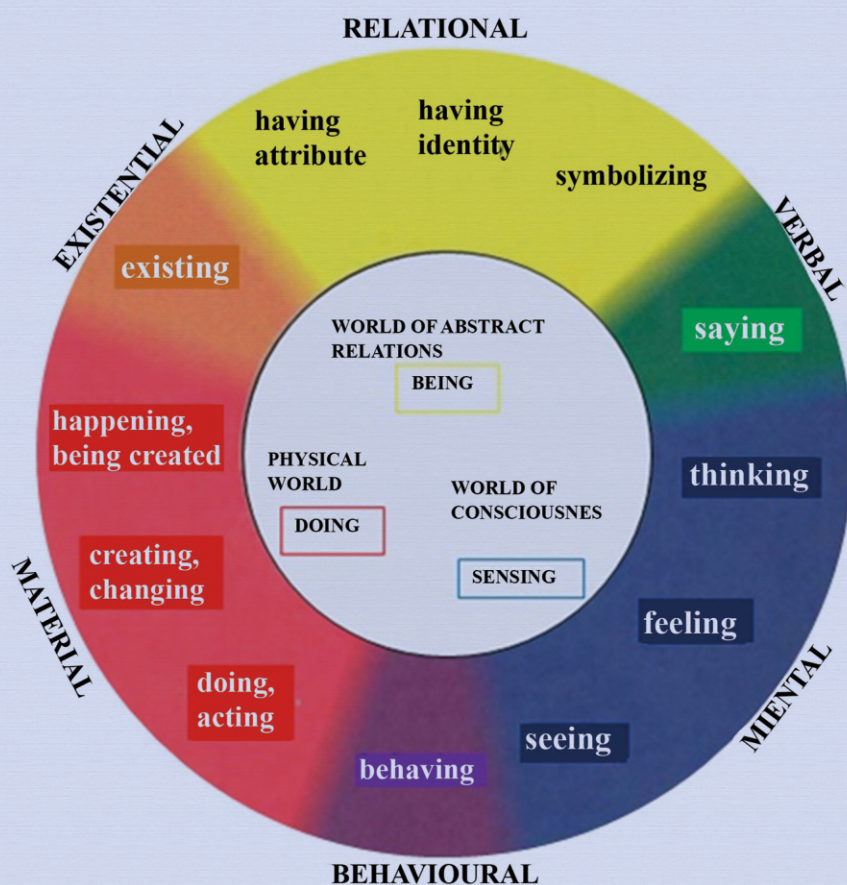 RELATIONAL
having
attribute
having
identity
symbolizing
EXISTENTIAL
existing
VERBAL
saying
WORLD OF ABSTRACT
RELATIONS
BEING
happening,
being created
PHYSICAL
WORLD
DOING
WORLD OF
CONSCIOUSNES
SENSING
thinking
creating,
changing
feeling
MATERIAL
doing,
acting
seeing
MIENTAL
behaving
BEHAVIOURAL